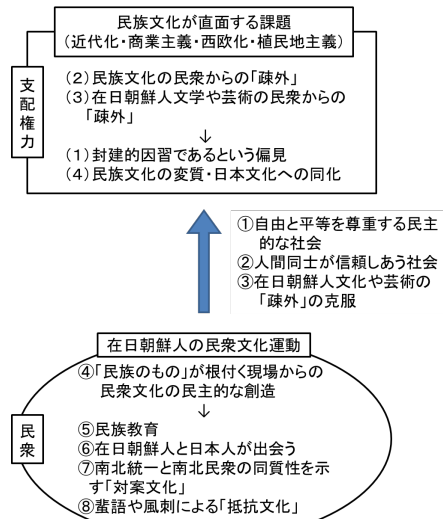 民族文化が直面する課題
(近代化・商業主義・西欧化・植民地主義)
支配権力
(2)民族文化の民衆からの「疎外」
(3)在日朝鮮人文学や芸術の民衆からの
「疎外」
↓
(1)封建的因習であるという偏見
(4)民族文化の変質・日本文化への同化
①自由と平等を尊重する民主
的な社会
②人間同士が信頼しあう社会
③在日朝鮮人文化や芸術の
「疎外」の克服
在日朝鮮人の民衆文化運動
民衆
④「民族のもの」が根付く現場からの
民衆文化の民主的な創造
↓
⑤民族教育
⑥在日朝鮮人と日本人が出会う
⑦南北統一と南北民衆の同質性を示
す「対案文化」
⑧蜚語や風刺による「抵抗文化」